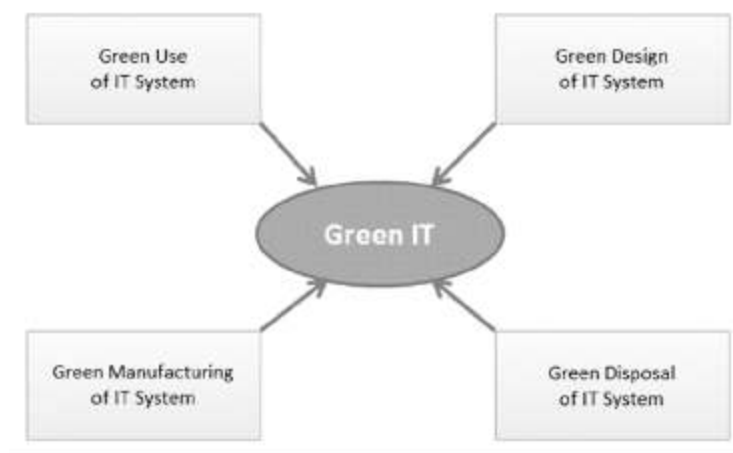 Green Use
of IT System
Green Design
of IT System
Green IT
Green Manufacturing
of IT System
Green Disposal
of IT System